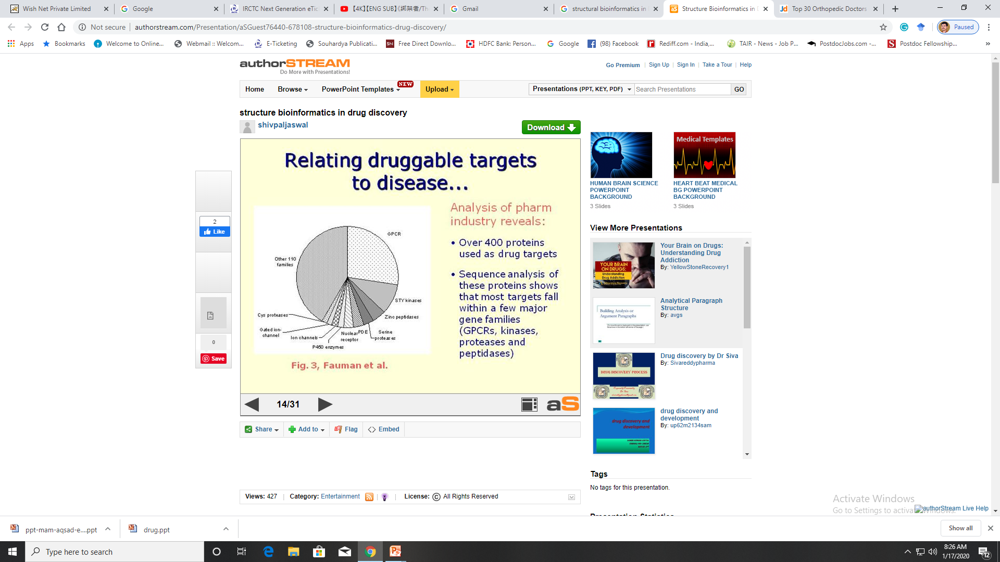 Wish Net Private Limited
Google
IRCTC Next Generation eTic
【4K】【ENG SUB】《绑架者/Th
Gmail
structural bioinformatics in
Structure Bioinformatics in
Top 30 Orthopedic Doctors
Not secure
authorstream.com/Presentation/aSGuest76440-678108-structure-bioinformatics-drug-discovery/
Paused
Apps
Bookmarks
Welcome to Online...
Webmail :: Welcom...
E-Ticketing
Souhardya Publicati...
Free Direct Downlo...
HDFC Bank: Person...
Google
(98) Facebook
Rediff.com - India,...
TAIR - News - Job P...
PostdocJobs.com -...
Postdoc Fellowship...
»
authorSTREAM
Do More with Presentations!
Go Premium | Sign Up | Sign In | Take a Tour | Help
Home
Browse
PowerPoint Templates
NEW
Upload
Presentations (PPT, KEY, PDF)
Search Presentations
GO
structure bioinformatics in drug discovery
shivpaljaswal
Download
2
Like
0
Save
Relating druggable targets
to disease...
GPCR
Other 110
families
STY kinases
Cys proteases
Zinc peptidases
Gated ion-
channel
Ion channels
P450 enzymes
Nuclear
receptor
PDE
Serine
proteases
Fig. 3, Fauman et al.
Analysis of pharm
industry reveals:
• Over 400 proteins
used as drug targets
• Sequence analysis of
these proteins shows
that most targets fall
within a few major
gene families
(GPCRs, kinases,
proteases and
peptidases)
14/31
aS
Share
Add to
Flag
Embed
Views: 427
Category: Entertainment
License: © All Rights Reserved
Medical Templates
HUMAN BRAIN SCIENCE
POWERPOINT
BACKGROUND
3 Slides
HEART BEAT MEDICAL
BG POWERPOINT
BACKGROUND
3 Slides
View More Presentations
YOUR BRAIN
ON DRUGS:
Understanding
Drug Addiction
Your Brain on Drugs:
Understanding Drug
Addiction
By: YellowStoneRecovery1
Building Analysis or
Argument Paragraphs
Analytical Paragraph
Structure
By: avgs
DRUG DISCOVERY PROCESS
Drug discovery by Dr Siva
By: Sivareddypharma
drug discovery and
development
drug discovery and
development
By: up62m2134sam
Tags
No tags for this presentation.
Presentation Statistics
Activate Windows
Go to Settings to activate Windows.
authorStream Live Help
ppt-mam-aqsad-e....ppt
drug.ppt
Show all
Type here to search
8:26 AM
1/17/2020
12